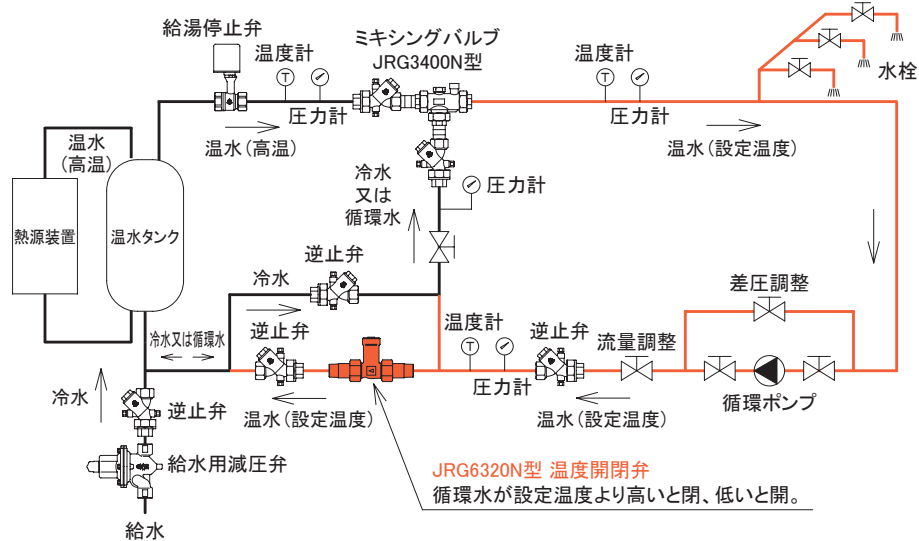 給湯停止弁
温度計
ミキシングバルブ
JRG3400N型
温度計
水栓
T
T
圧力計
圧力計
温水
(高温)
温水(高温)
温水(設定温度)
冷水
又は
循環水
圧力計
熱源装置
温水タンク
逆止弁
冷水
差圧調整
冷水又は循環水
逆止弁
温度計
逆止弁
流量調整
T
圧力計
循環ポンプ
冷水
逆止弁
温水(設定温度)
温水(設定温度)
給水用減圧弁
JRG6320N型 温度開閉弁
循環水が設定温度より高いと閉、低いと開。
給水